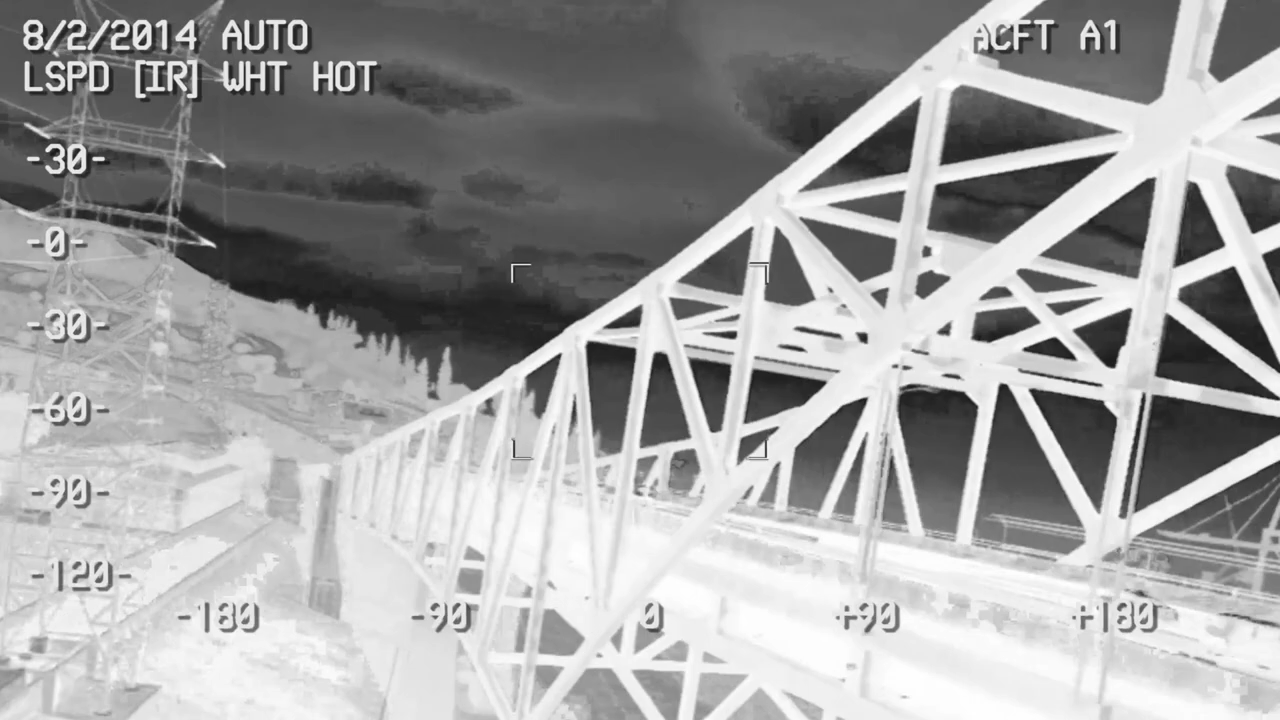 8/2/2014 AUTO
ACFT A1
LSPD [IR] WHT HOT
-30-
-0-
-30-
-60-
-90-
-120-
-180 -90 0 +90 +180